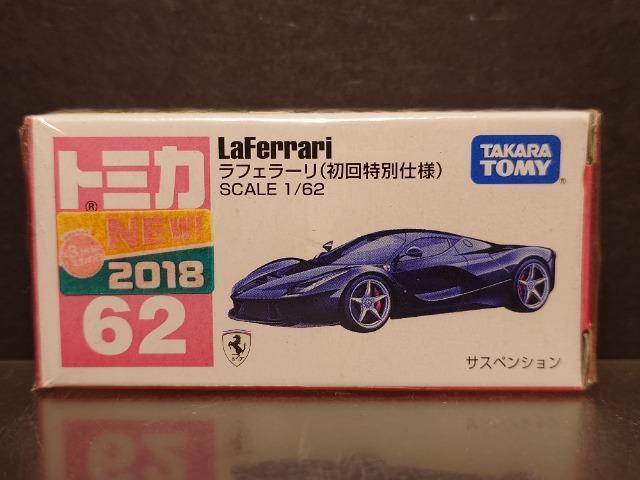 トミカ
®
NEW!
2018
62
LaFerrari
ラフェラーリ(初回特別仕様)
SCALE 1/62
TAKARA
TOMY
®
サスペンション